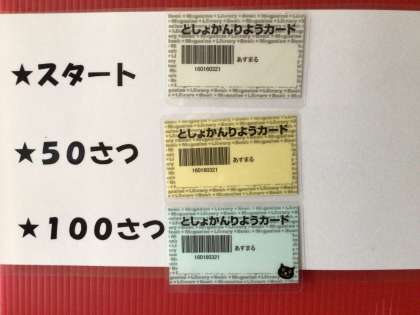 ★スタート
としょかんりようカード
160160321
あすまる
★50さつ
としょかんりようカード
160160321
あすまる
★100さつ
としょかんりようカード
160160321
あすまる